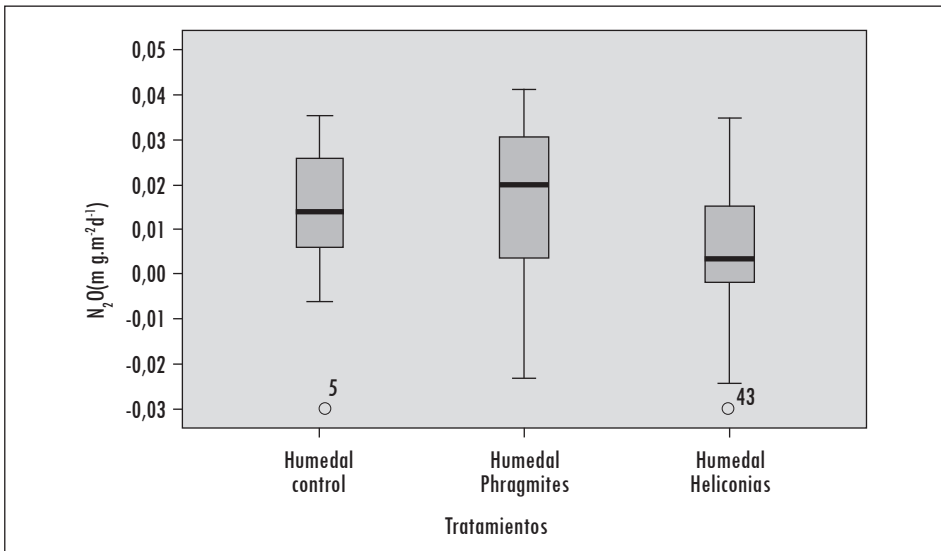 0,05
0,04
0,03
0,02
0,01
0,00
-0,01
-0,02
-0,03
N₂O(m g.m⁻²d⁻¹)
5
43
Humedal control
Humedal Phragmites
Humedal Heliconias
Tratamientos